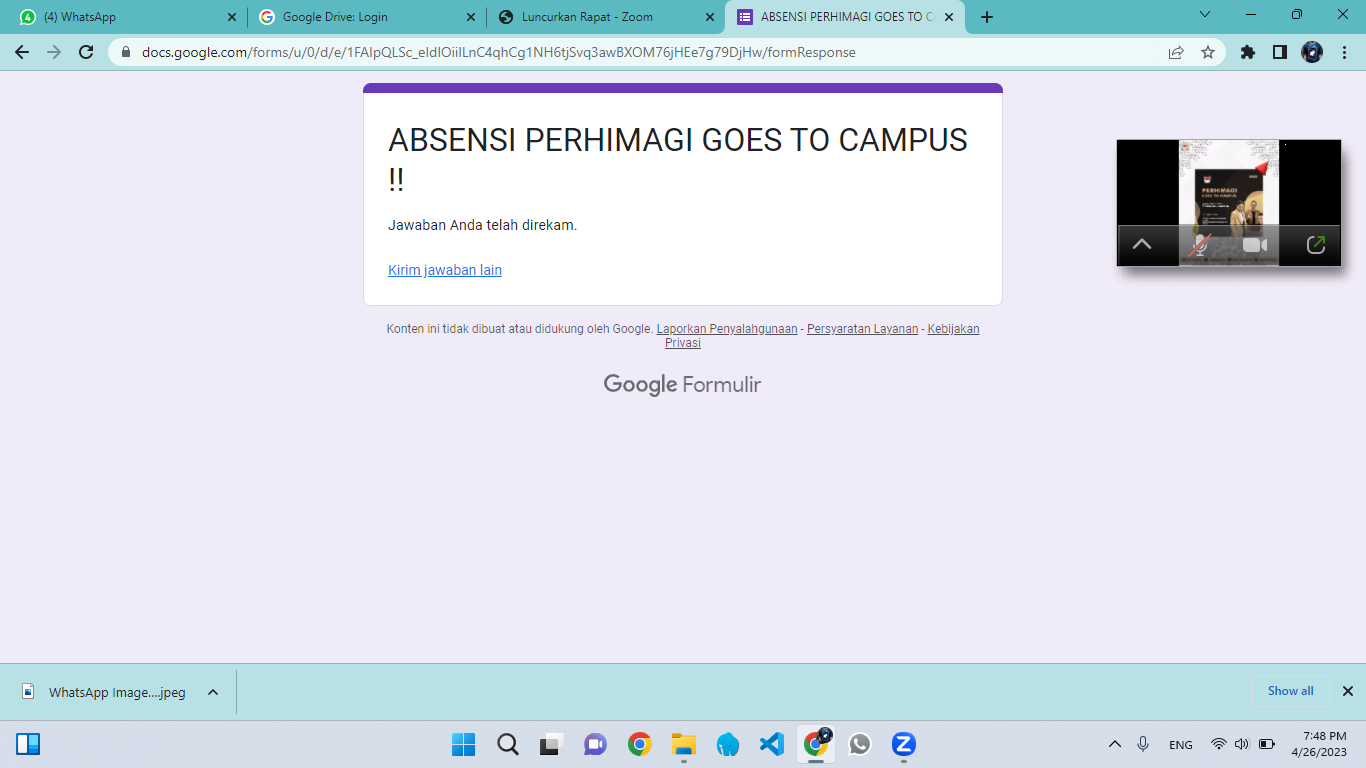 (4) WhatsApp
Google Drive: Login
Luncurkan Rapat - Zoom
ABSENSI PERHIMAGI GOES TO C
docs.google.com/forms/u/0/d/e/1FAIpQLSc_eIdIOiiILnC4qhCg1NH6tjSvq3awBXOM76jHEe7g79DjHw/formResponse
ABSENSI PERHIMAGI GOES TO CAMPUS
!!
Jawaban Anda telah direkam.
Kirim jawaban lain
PERHIMAGI
GOES TO CAMPUS
Konten ini tidak dibuat atau didukung oleh Google. Laporkan Penyalahgunaan - Persyaratan Layanan - Kebijakan
Privasi
Google Formulir
WhatsApp Image....jpeg
Show all
ENG
7:48 PM
4/26/2023